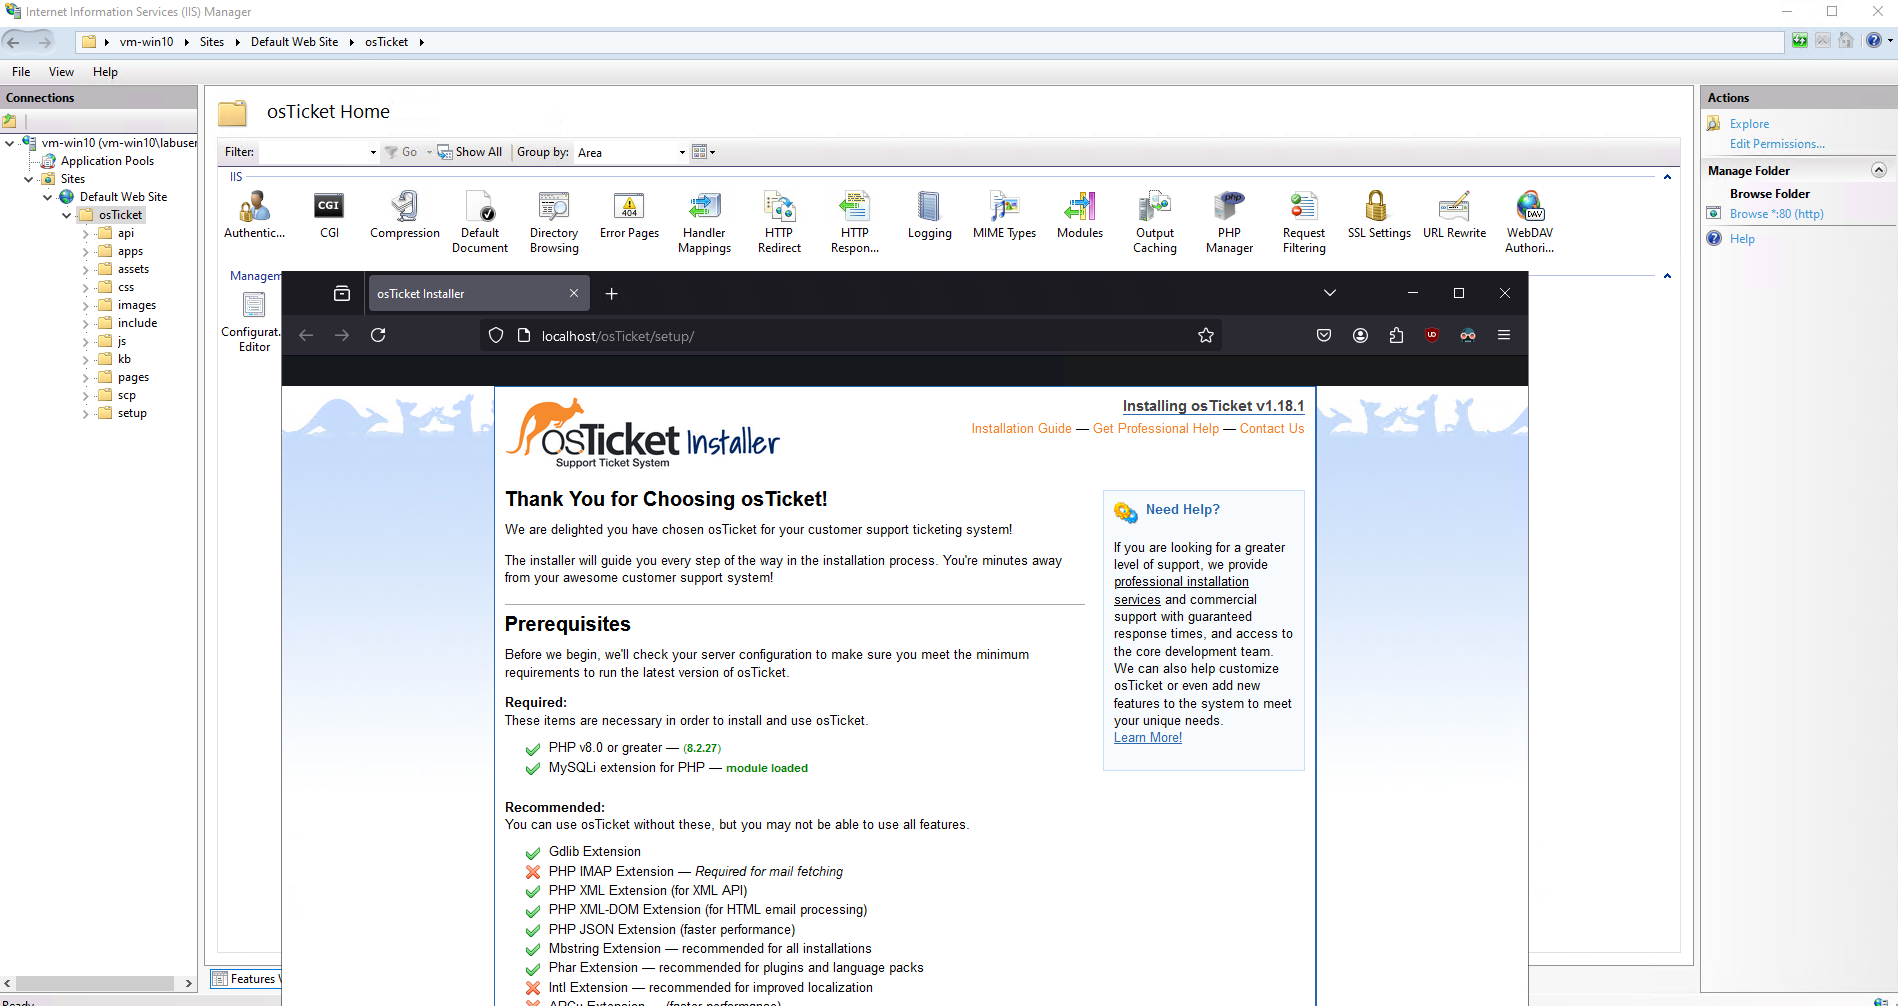 Internet Information Services (IIS) Manager
vm-win10
Sites
Default Web Site
osTicket
File
View
Help
Connections
vm-win10 (vm-win10\labuser
Application Pools
Sites
Default Web Site
osTicket
api
apps
assets
css
images
include
js
kb
pages
scp
setup
osTicket Home
Filter:
Go
Show All
Group by:
Area
IIS
Authentic...
CGI
CGI
Compression
Default Document
Directory Browsing
404
Error Pages
Handler Mappings
HTTP Redirect
HTTP Respon...
Logging
MIME Types
Modules
Output Caching
php
PHP Manager
Request Filtering
SSL Settings
URL Rewrite
DAV
WebDAV Authori...
Managem
Configurat.
Editor
Features V
Ready
osTicket Installer
localhost/osTicket/setup/
osTicket Installer
Support Ticket System
Installing osTicket v1.18.1
Installation Guide — Get Professional Help — Contact Us
Thank You for Choosing osTicket!
We are delighted you have chosen osTicket for your customer support ticketing system!
The installer will guide you every step of the way in the installation process. You're minutes away
from your awesome customer support system!
Prerequisites
Before we begin, we'll check your server configuration to make sure you meet the minimum
requirements to run the latest version of osTicket.
Required:
These items are necessary in order to install and use osTicket.
PHP v8.0 or greater — (8.2.27)
MySQLi extension for PHP — module loaded
Recommended:
You can use osTicket without these, but you may not be able to use all features.
Gdlib Extension
PHP IMAP Extension — Required for mail fetching
PHP XML Extension (for XML API)
PHP XML-DOM Extension (for HTML email processing)
PHP JSON Extension (faster performance)
Mbstring Extension — recommended for all installations
Phar Extension — recommended for plugins and language packs
Intl Extension — recommended for improved localization
APCu Extension — (faster performance)
Need Help?
If you are looking for a greater
level of support, we provide
professional installation
services and commercial
support with guaranteed
response times, and access to
the core development team.
We can also help customize
osTicket or even add new
features to the system to meet
your unique needs.
Learn More!
Actions
Explore
Edit Permissions...
Manage Folder
Browse Folder
Browse *:80 (http)
Help